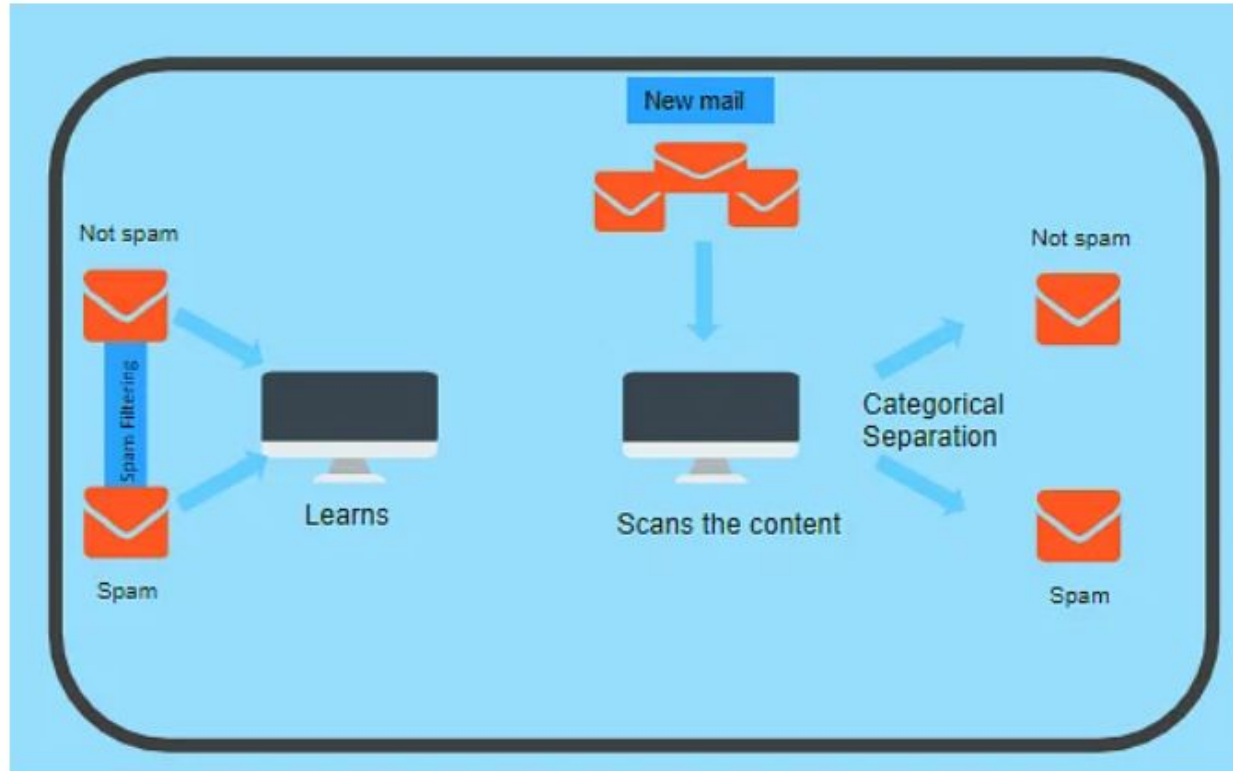 New mail
Not spam
Spam Filtering
Spam
Learns
Scans the content
Categorical
Separation
Not spam
Spam